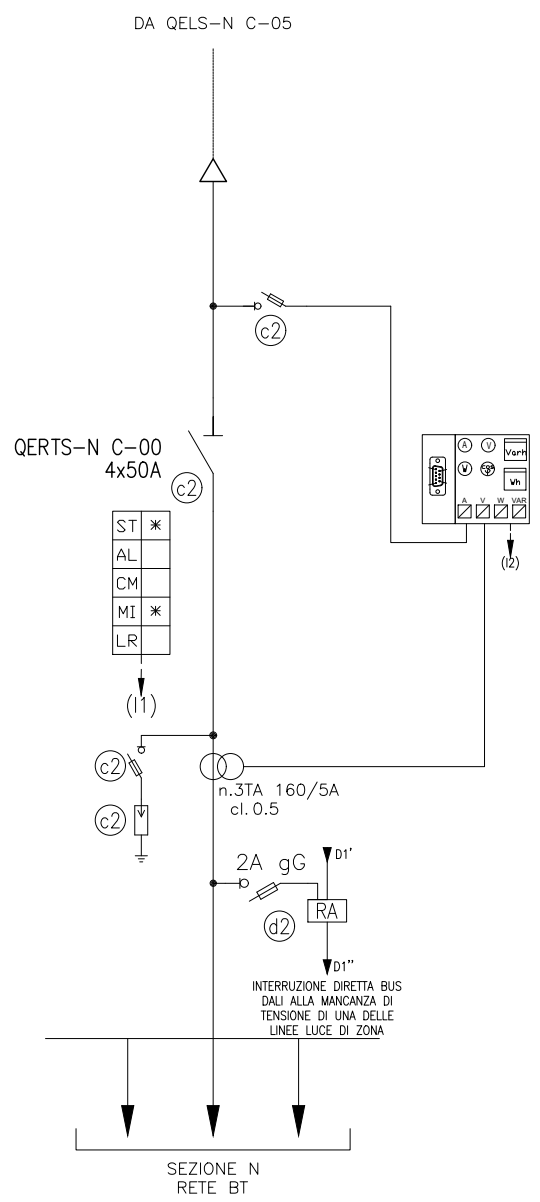 DA QELS-N C-05
c2
QERTS-N C-00
4x50A
c2
A V Varh
W cosφ Wh
A V W VAR
(I2)
ST *
AL
CM
MI *
LR
(I1)
c2
n.3TA 160/5A
cl.0.5
c2
2A gG
D1'
d2
RA
D1''
INTERRUZIONE DIRETTA BUS
DALI ALLA MANCANZA DI
TENSIONE DI UNA DELLE
LINEE LUCE DI ZONA
SEZIONE N
RETE BT